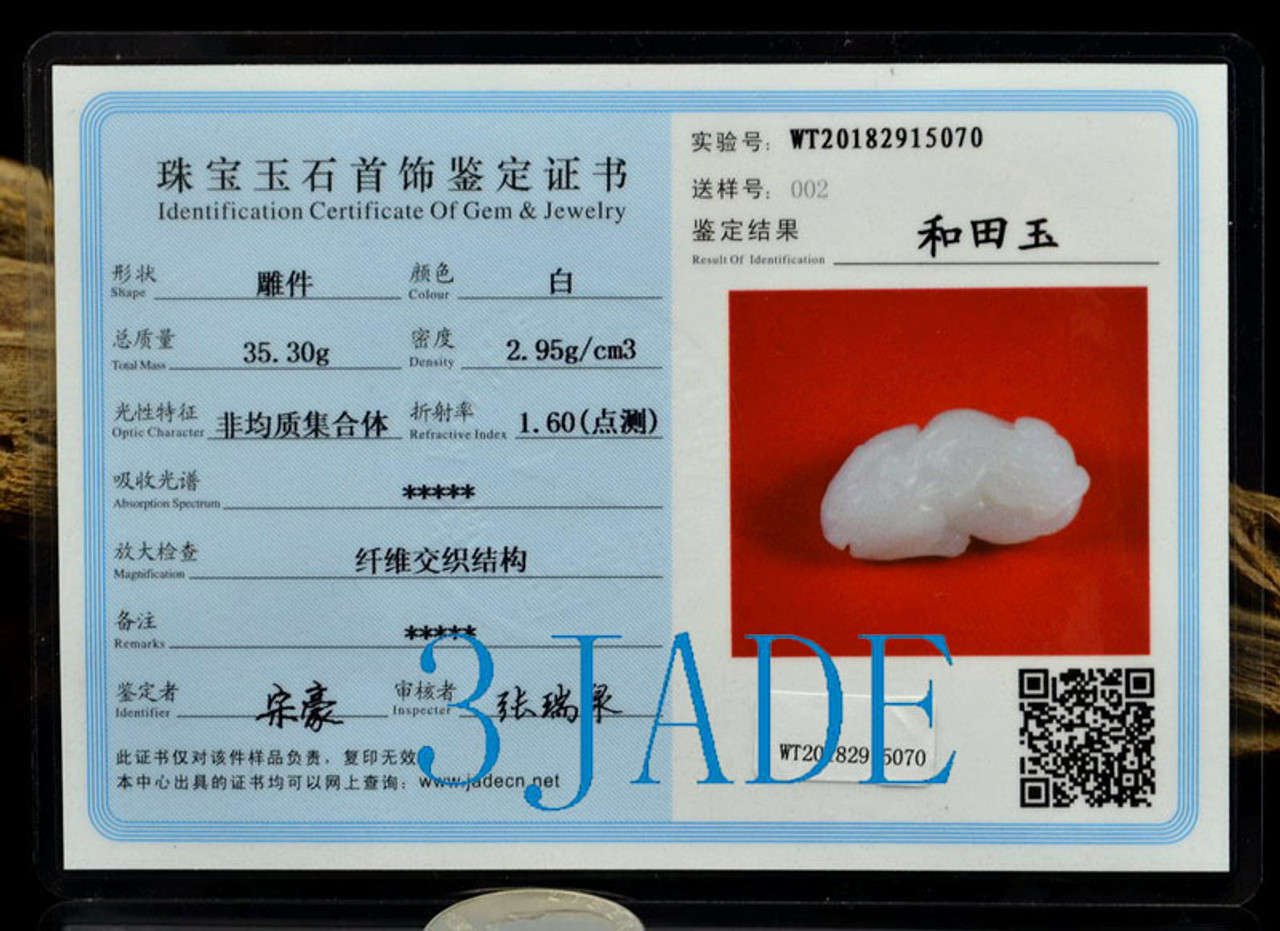 珠宝玉石首饰鉴定证书
Identification Certificate Of Gem & Jewelry
形状 雕件 颜色 白
Shape Colour
总质量 35.30g 密度 2.95g/cm3
Total Mass Density
光性特征 非均质集合体 折射率 1.60(点测)
Optic Character Refractive Index
吸收光谱 *****
Absorption Spectrum
放大检查 纤维交织结构
Magnification
备注 *****
Remarks
鉴定者 宋豪 审核者 张瑞
Identifier Inspecter
此证书仅对该件样品负责，复印无效
本中心出具的证书均可以网上查询：www.jadecn.net
实验号：WT20182915070
送样号：002
鉴定结果 和田玉
Result Of Identification
WT20182915070
3 JADE